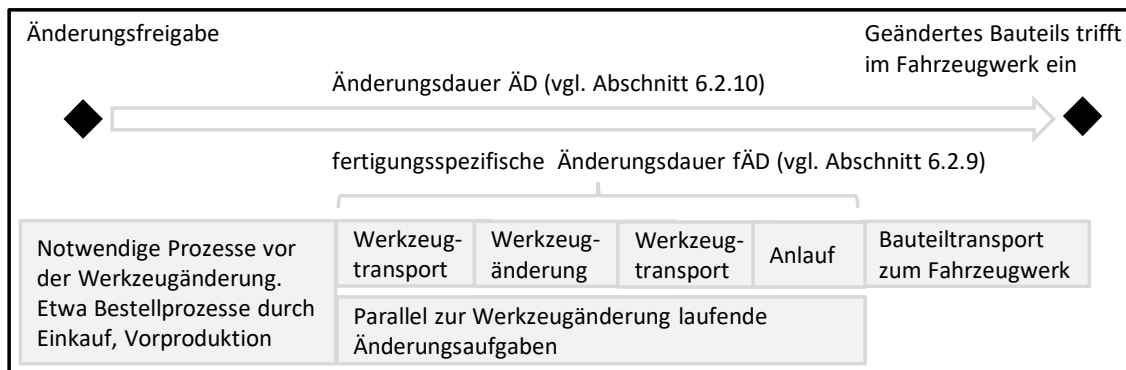 Änderungsfreigabe
Geändertes Bauteils trifft
im Fahrzeugwerk ein
Änderungsdauer ÄD (vgl. Abschnitt 6.2.10)
fertigungsspezifische Änderungsdauer fÄD (vgl. Abschnitt 6.2.9)
Notwendige Prozesse vor
der Werkzeugänderung.
Etwa Bestellprozesse durch
Einkauf, Vorproduktion
Werkzeug-
transport
Werkzeug-
änderung
Werkzeug-
transport
Anlauf
Bauteiltransport
zum Fahrzeugwerk
Parallel zur Werkzeugänderung laufende
Änderungsaufgaben